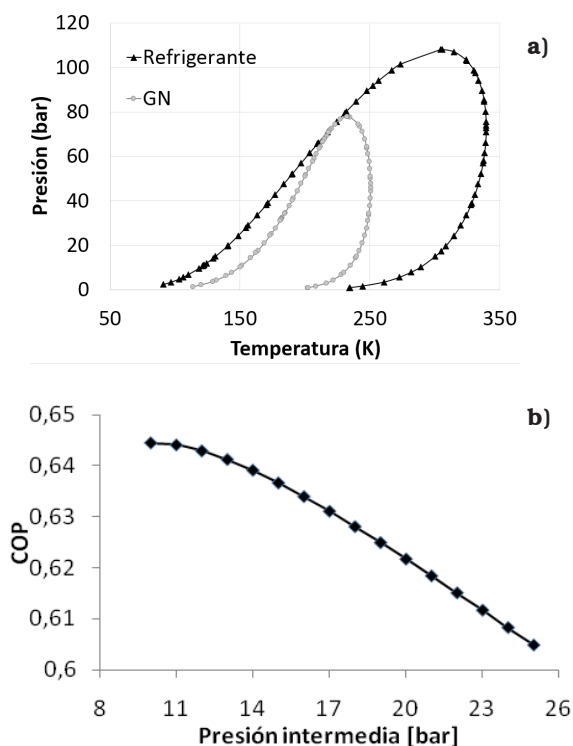 a)
120
100
80
60
40
20
0
Presión (bar)
Refrigerante
GN
50 150 250 350
Temperatura (K)
b)
0,65
0,64
0,63
0,62
0,61
0,6
COP
8 11 14 17 20 23 26
Presión intermedia [bar]